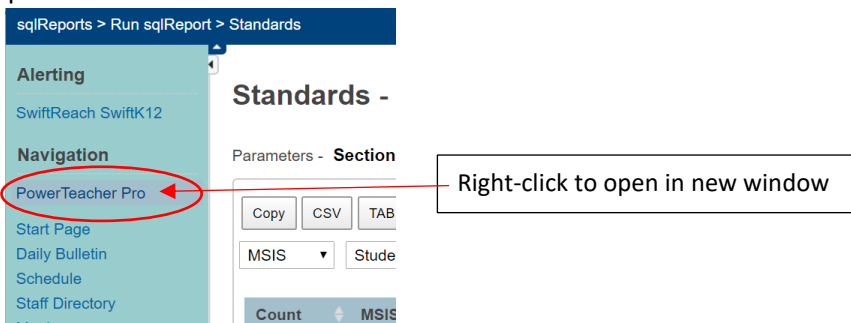 sqlReports > Run sqlReport > Standards
Alerting
SwiftReach SwiftK12
Navigation
PowerTeacher Pro
Start Page
Daily Bulletin
Schedule
Staff Directory
Standards -
Parameters - Section
Copy CSV TAB
MSIS Stude
Count MSIS
Right-click to open in new window